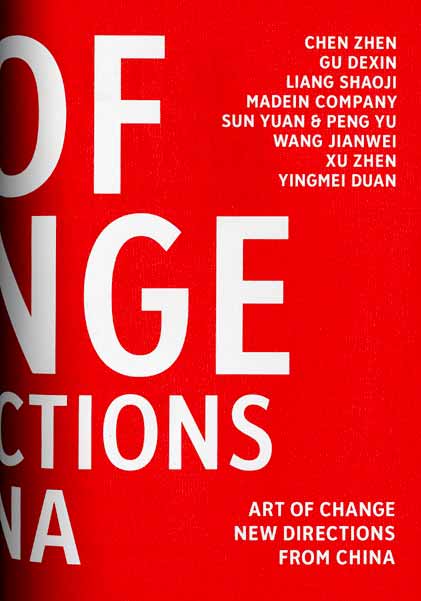 OF
NGE
CTIONS
NA
CHEN ZHEN
GU DEXIN
LIANG SHAOJI
MADEIN COMPANY
SUN YUAN & PENG YU
WANG JIANWEI
XU ZHEN
YINGMEI DUAN
ART OF CHANGE
NEW DIRECTIONS
FROM CHINA